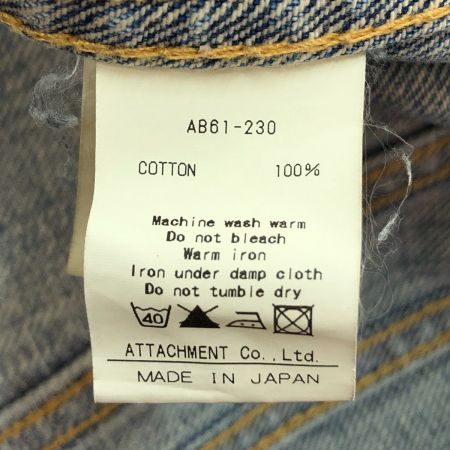 AB61-230
COTTON 100%
Machine wash warm
Do not bleach
Warm iron
Iron under damp cloth
Do not tumble dry
40
ATTACHMENT Co.,Ltd.
MADE IN JAPAN